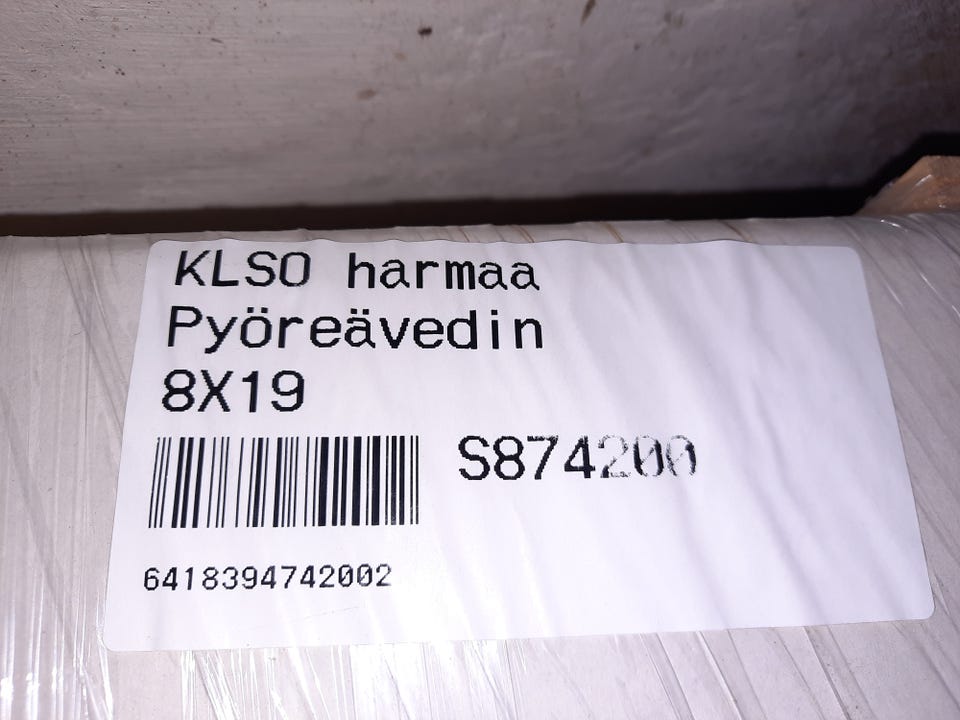 KLSO harmaa
Pyöreävedin
8X19
S874200
6418394742002